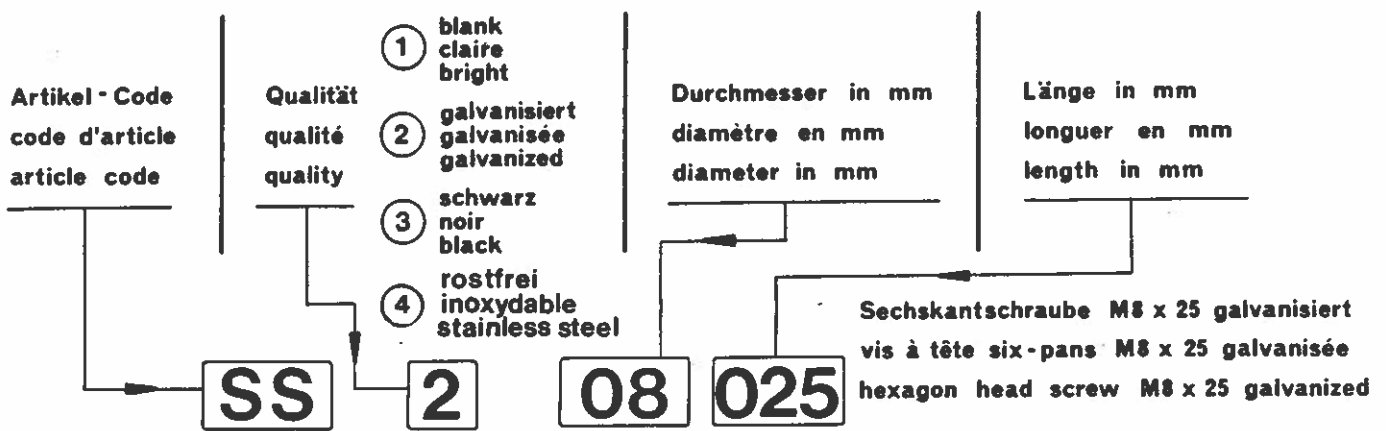 Artikel-Code
code d'article
article code
Qualität
qualité
quality
1 blank
claire
bright
2 galvanisiert
galvanisée
galvanized
3 schwarz
noir
black
4 rostfrei
inoxydable
stainless steel
Durchmesser in mm
diamètre en mm
diameter in mm
Länge in mm
longuer en mm
length in mm
SS 2 08 025
Sechskantschraube M8 x 25 galvanisiert
vis à tête six-pans M8 x 25 galvanisée
hexagon head screw M8 x 25 galvanized